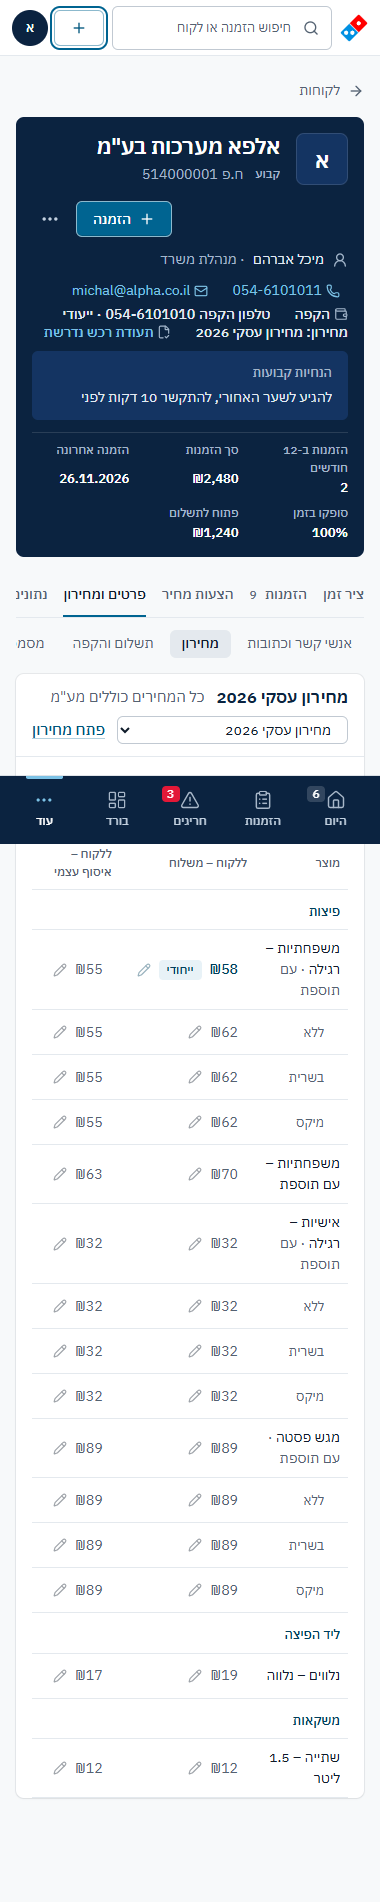 חיפוש הזמנה או לקוח
א
לקוחות
א
אלפא מערכות בע"מ
קבוע
ח.פ 514000001
הזמנה
מיכל אברהם · מנהלת משרד
054-6101011
michal@alpha.co.il
הקפה
טלפון הקפה 054-6101010 · ייעודי
מחירון: מחירון עסקי 2026
תעודת רכש נדרשת
הנחיות קבועות
להגיע לשער האחורי, להתקשר 10 דקות לפני
הזמנות ב-12 חודשים
2
סך הזמנות
₪2,480
הזמנה אחרונה
26.11.2026
סופקו בזמן
100%
פתוח לתשלום
₪1,240
ציר זמן
הזמנות 9
הצעות מחיר
פרטים ומחירון
נתונים
אנשי קשר וכתובות
מחירון
תשלום והקפה
מסמ
מחירון עסקי 2026
כל המחירים כוללים מע"מ
מחירון עסקי 2026
פתח מחירון
היום 6
הזמנות
חריגים 3
בורד
עוד
מוצר
ללקוח – משלוח
ללקוח – איסוף עצמי
פיצות
משפחתיות – רגילה · עם תוספת
₪58 ייחודי
₪55
ללא ₪62 ₪55
בשרית ₪62 ₪55
מיקס ₪62 ₪55
משפחתיות – עם תוספת
₪70 ₪63
אישיות – רגילה · עם תוספת
₪32 ₪32
ללא ₪32 ₪32
בשרית ₪32 ₪32
מיקס ₪32 ₪32
מגש פסטה · עם תוספת
₪89 ₪89
ללא ₪89 ₪89
בשרית ₪89 ₪89
מיקס ₪89 ₪89
ליד הפיצה
נלווים – נלווה ₪19 ₪17
משקאות
שתייה – 1.5 ליטר
₪12 ₪12